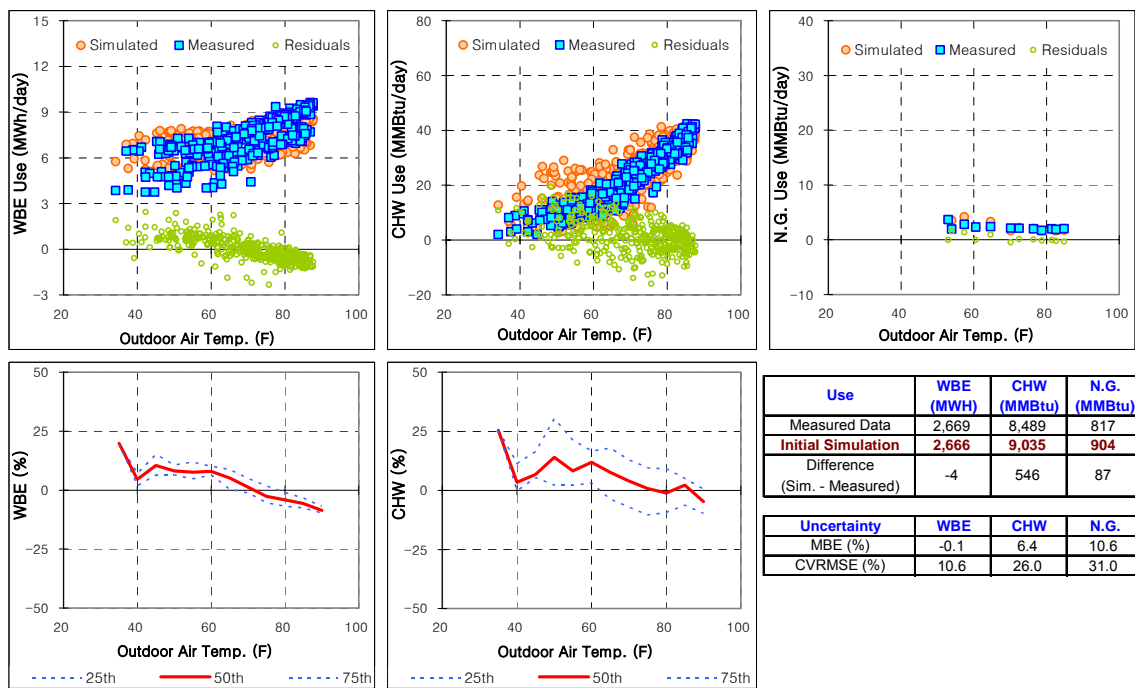 15
12
9
6
3
0
−3
WBE Use (MWh/day)
Simulated Measured Residuals
20 40 60 80 100
Outdoor Air Temp. (F)
80
60
40
20
0
−20
CHW Use (MMBtu/day)
Simulated Measured Residuals
20 40 60 80 100
Outdoor Air Temp. (F)
40
30
20
10
0
−10
N.G. Use (MMBtu/day)
Simulated Measured Residuals
20 40 60 80 100
Outdoor Air Temp. (F)
50
25
0
−25
−50
WBE (%)
20 40 60 80 100
Outdoor Air Temp. (F)
25th 50th 75th
50
25
0
−25
−50
CHW (%)
20 40 60 80 100
Outdoor Air Temp. (F)
25th 50th 75th
Use WBE (MWH) CHW (MMBtu) N.G. (MMBtu)
Measured Data 2,669 8,489 817
Initial Simulation 2,666 9,035 904
Difference (Sim. - Measured) -4 546 87
Uncertainty WBE CHW N.G.
MBE (%) -0.1 6.4 10.6
CVRMSE (%) 10.6 26.0 31.0